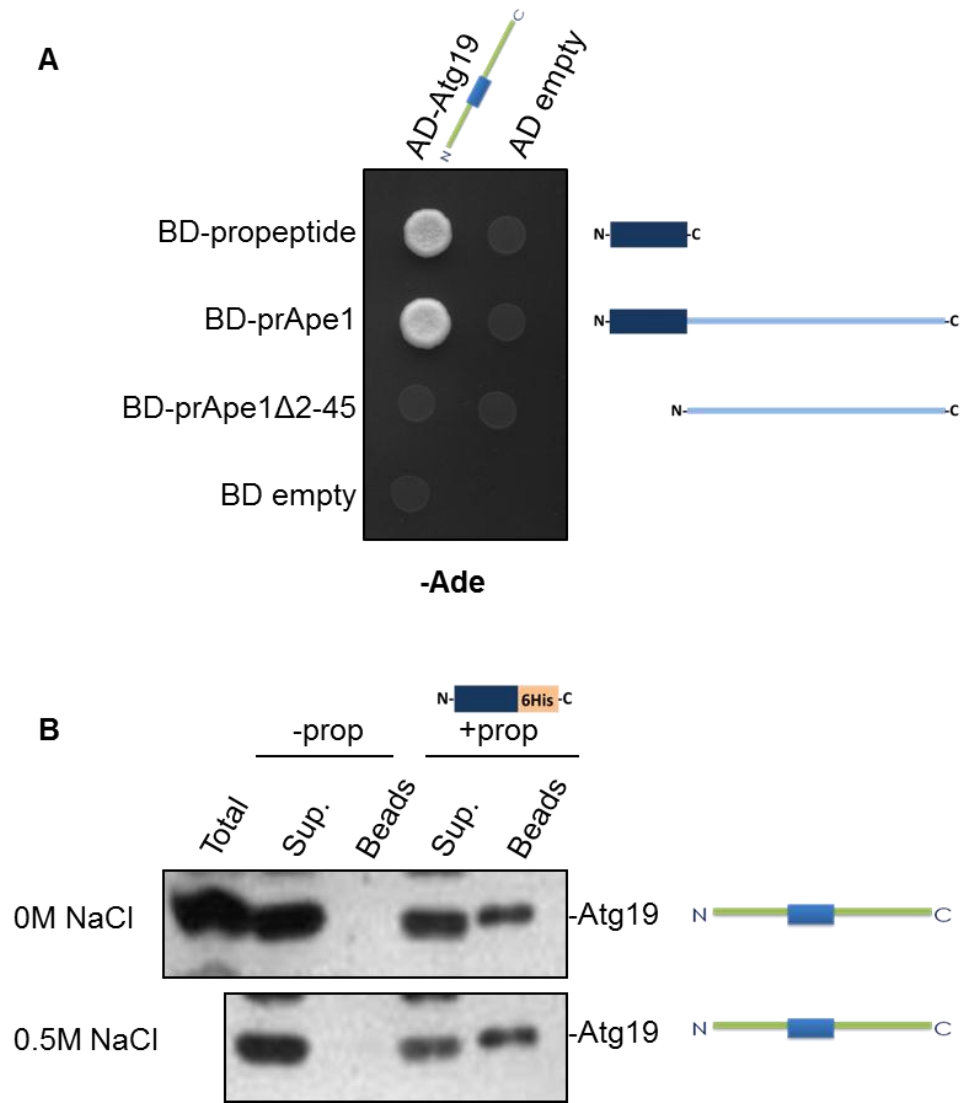 A
AD-Atg19
N
C
AD empty
BD-propeptide
N-
-C
BD-prApe1
N-
-C
BD-prApe1Δ2-45
N-
-C
BD empty
-Ade
N-
6His
-C
B
-prop
+prop
Total
Sup.
Beads
Sup.
Beads
0M NaCl
-Atg19
N
C
0.5M NaCl
-Atg19
N
C